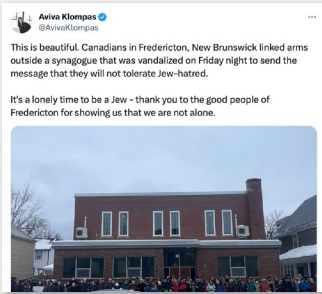 Aviva Klompas
@AvivaKlompas
This is beautiful. Canadians in Fredericton, New Brunswick linked arms
outside a synagogue that was vandalized on Friday night to send the
message that they will not tolerate Jew-hatred.
It's a lonely time to be a Jew - thank you to the good people of
Fredericton for showing us that we are not alone.